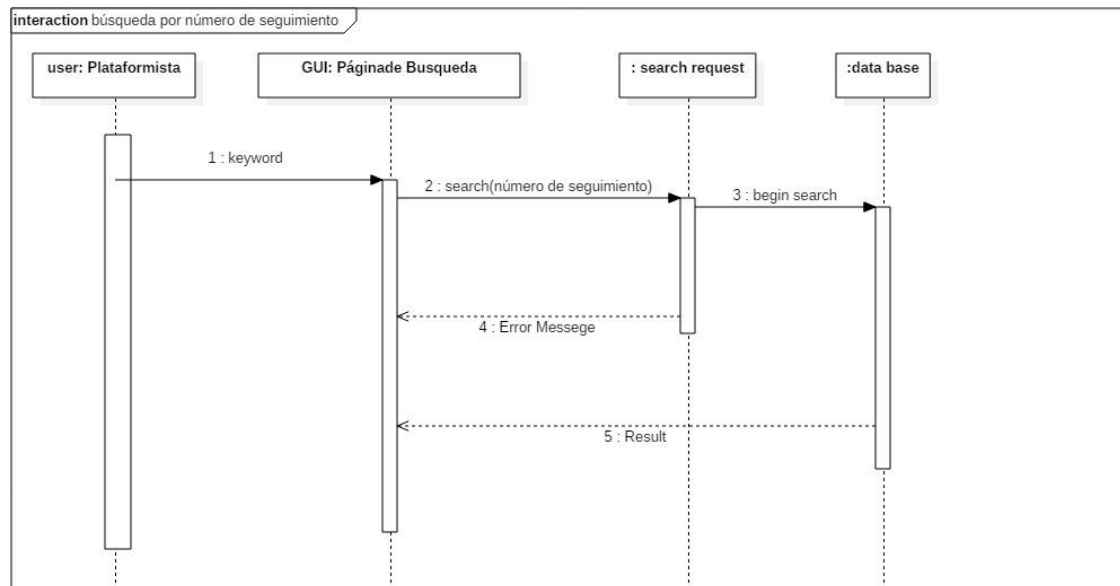 interaction búsqueda por número de seguimiento
user: Plataformista
GUI: Páginade Busqueda
: search request
:data base
1 : keyword
2 : search(número de seguimiento)
3 : begin search
4 : Error Messege
5 : Result